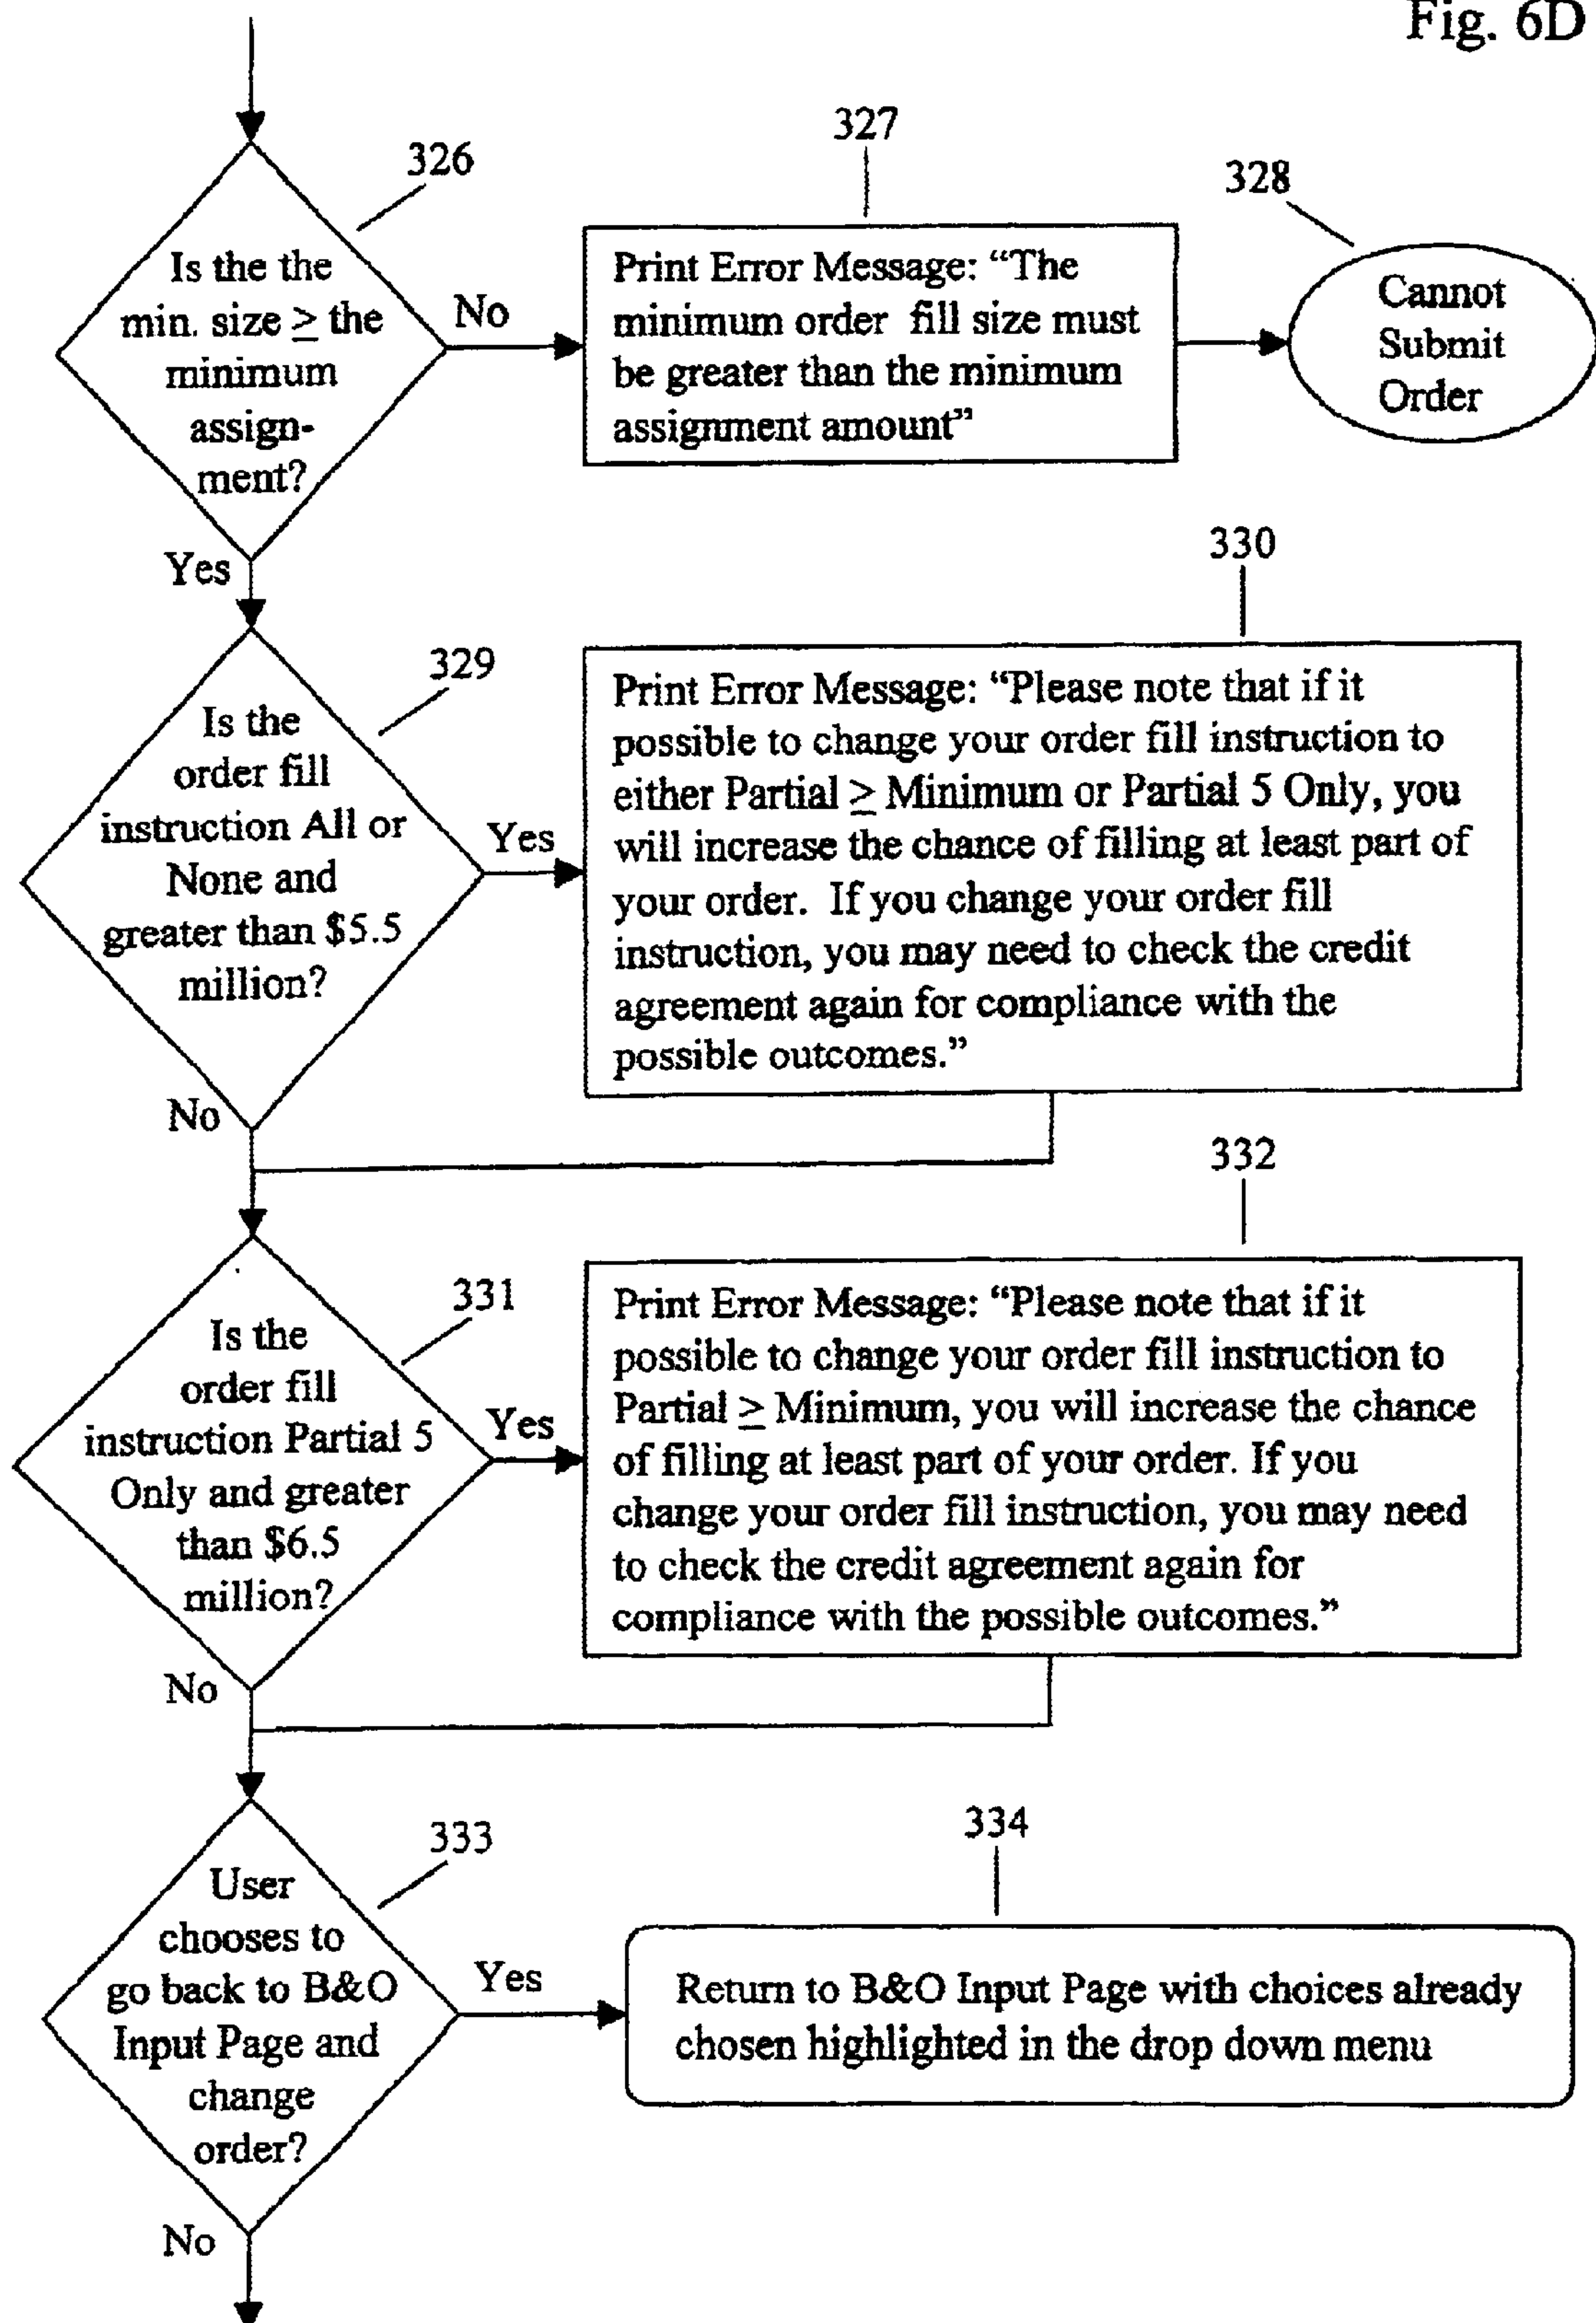 Fig. 6D
326
Is the the
min. size ≥ the
minimum
assign-
ment?
No
Yes
327
Print Error Message: “The
minimum order fill size must
be greater than the minimum
assignment amount”
328
Cannot
Submit
Order
329
Is the
order fill
instruction All or
None and
greater than $5.5
million?
Yes
No
330
Print Error Message: “Please note that if it
possible to change your order fill instruction to
either Partial ≥ Minimum or Partial 5 Only, you
will increase the chance of filling at least part of
your order. If you change your order fill
instruction, you may need to check the credit
agreement again for compliance with the
possible outcomes.”
331
Is the
order fill
instruction Partial 5
Only and greater
than $6.5
million?
Yes
No
332
Print Error Message: “Please note that if it
possible to change your order fill instruction to
Partial ≥ Minimum, you will increase the chance
of filling at least part of your order. If you
change your order fill instruction, you may need
to check the credit agreement again for
compliance with the possible outcomes.”
333
User
chooses to
go back to B&O
Input Page and
change
order?
Yes
No
334
Return to B&O Input Page with choices already
chosen highlighted in the drop down menu